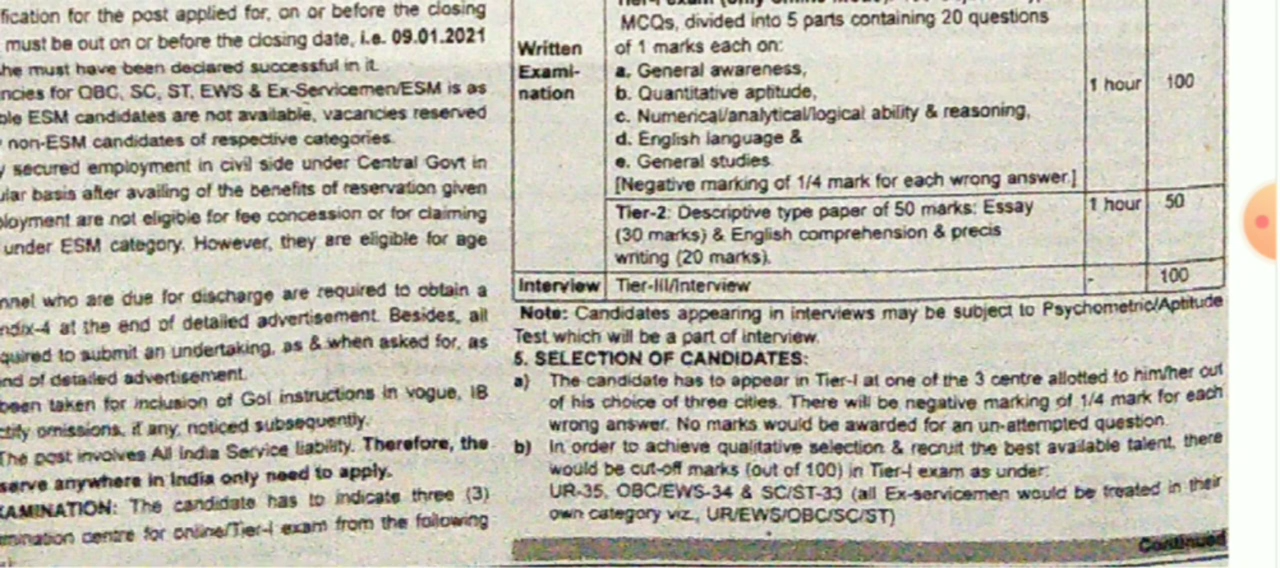 fication for the post applied for, on or before the closing
must be out on or before the closing date, i.e. 09.01.2021
he must have been declared successful in it.
ncies for OBC, SC, ST, EWS & Ex-Servicemen/ESM is as
ble ESM candidates are not available, vacancies reserved
non-ESM candidates of respective categories.
y secured employment in civil side under Central Govt in
ular basis after availing of the benefits of reservation given
ployment are not eligible for fee concession or for claiming
under ESM category. However, they are eligible for age
nnel who are due for discharge are required to obtain a
ndix-4 at the end of detailed advertisement. Besides, all
quired to submit an undertaking, as & when asked for, as
end of detailed advertisement.
been taken for inclusion of GoI instructions in vogue, IB
ctify omissions, if any, noticed subsequently.
The post involves All India Service liability. Therefore, the
serve anywhere in India only need to apply.
XAMINATION: The candidate has to indicate three (3)
mination centre for online/Tier-I exam from the following
Written
Exami-
nation
MCQs, divided into 5 parts containing 20 questions
of 1 marks each on:
a. General awareness,
b. Quantitative aptitude,
c. Numerical/analytical/logical ability & reasoning,
d. English language &
e. General studies.
[Negative marking of 1/4 mark for each wrong answer.]
1 hour
100
Tier-2: Descriptive type paper of 50 marks: Essay
(30 marks) & English comprehension & precis
writing (20 marks).
1 hour
50
Interview
Tier-III/Interview
-
100
Note: Candidates appearing in interviews may be subject to Psychometric/Aptitude
Test which will be a part of interview.
5. SELECTION OF CANDIDATES:
a) The candidate has to appear in Tier-I at one of the 3 centre allotted to him/her out
of his choice of three cities. There will be negative marking of 1/4 mark for each
wrong answer. No marks would be awarded for an un-attempted question.
b) In order to achieve qualitative selection & recruit the best available talent, there
would be cut-off marks (out of 100) in Tier-I exam as under:
UR-35, OBC/EWS-34 & SC/ST-33 (all Ex-servicemen would be treated in their
own category viz., UR/EWS/OBC/SC/ST)
Continued